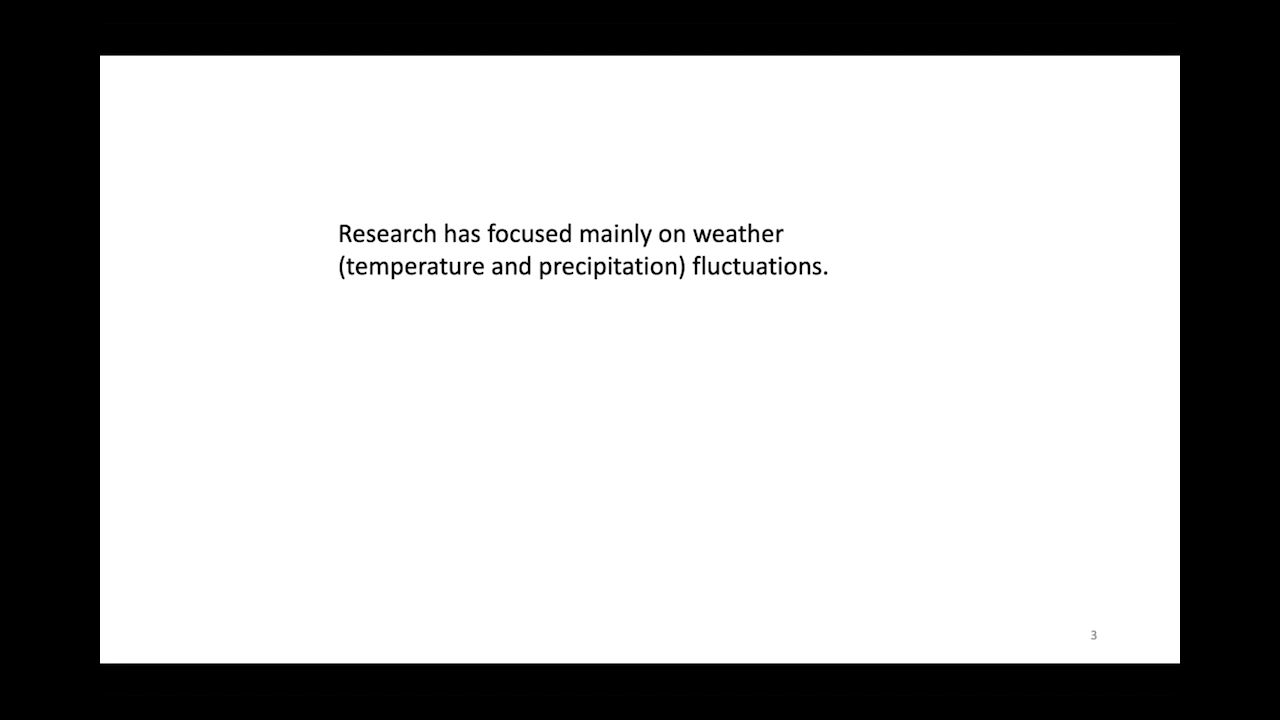 Research has focused mainly on weather
(temperature and precipitation) fluctuations.
3